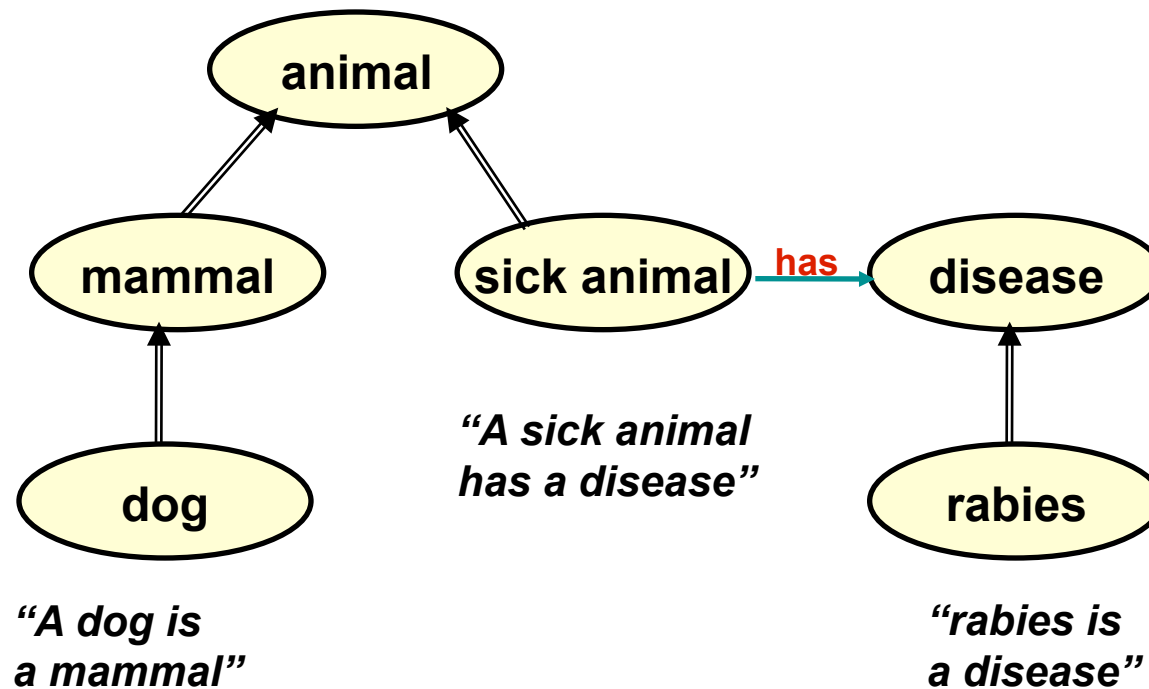 animal
mammal
sick animal
has
disease
“A sick animal
has a disease”
dog
rabies
“A dog is
a mammal”
“rabies is
a disease”